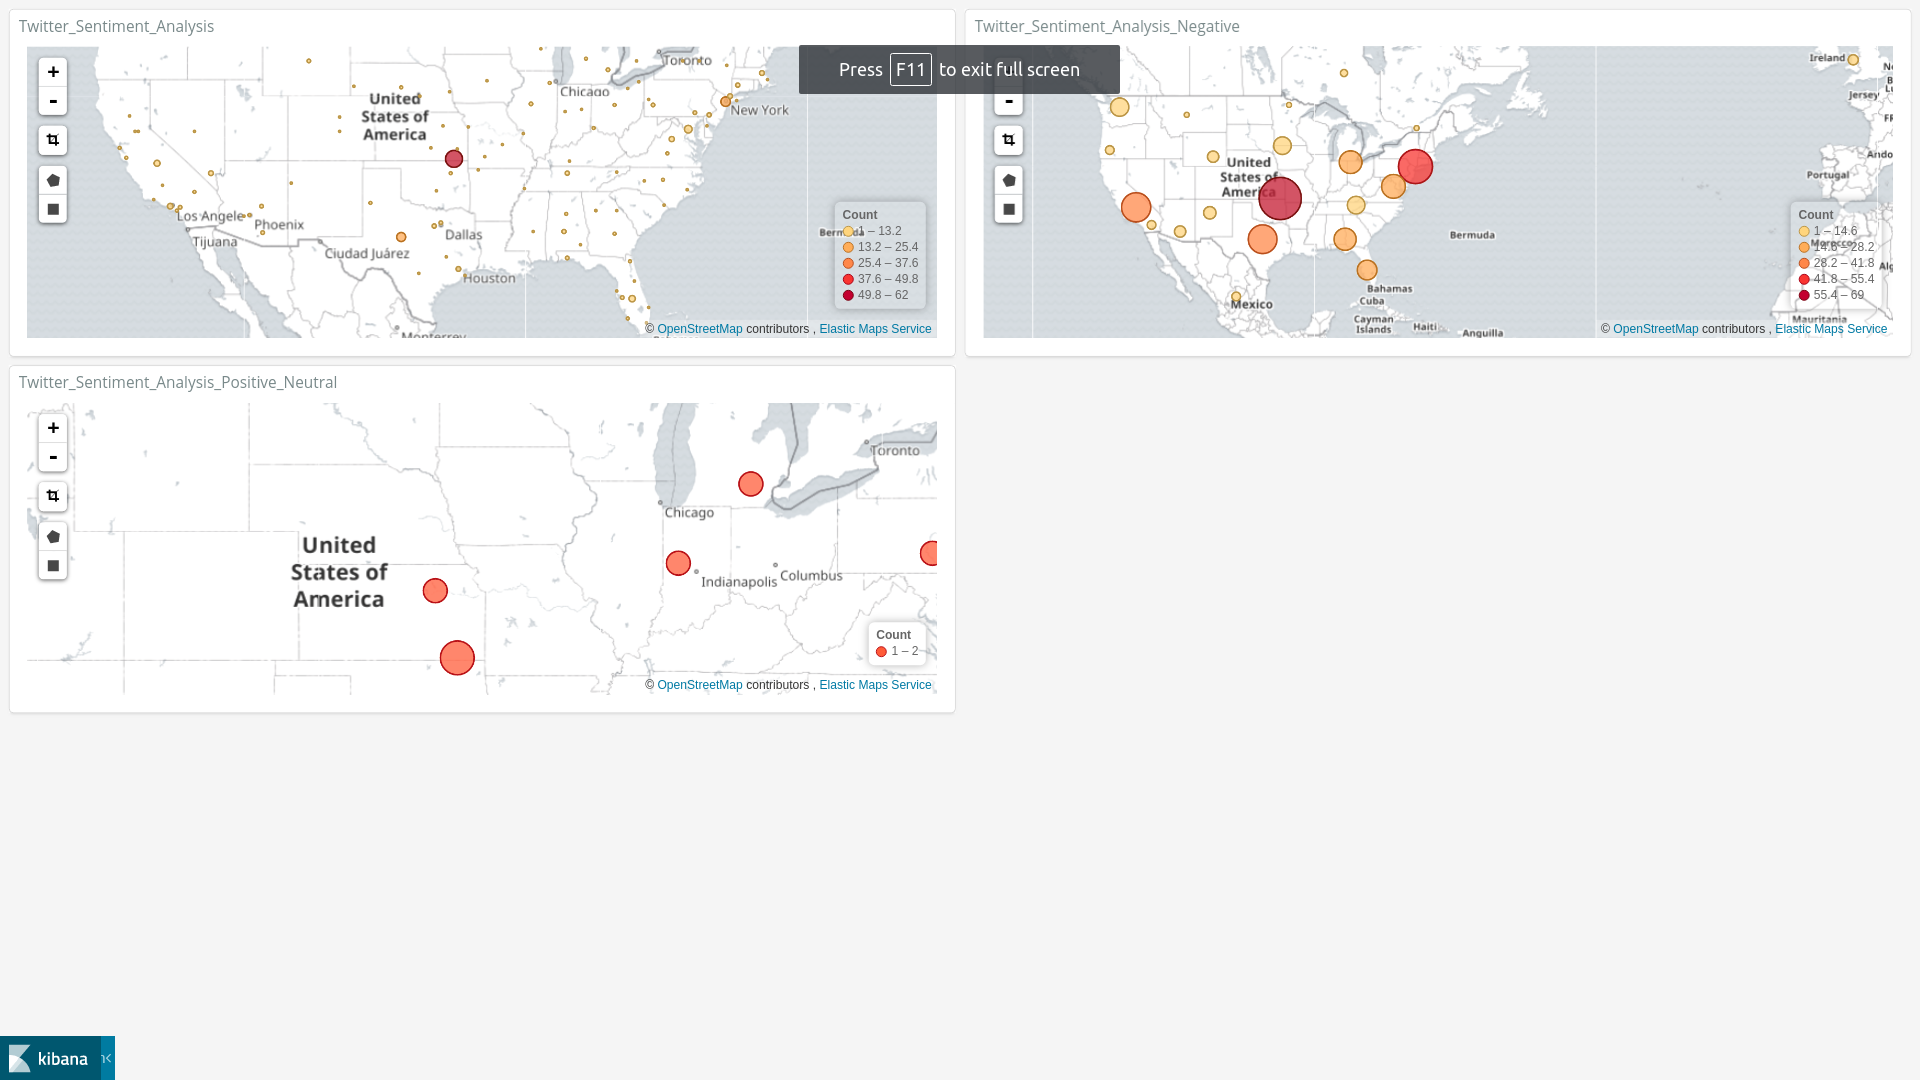 Twitter_Sentiment_Analysis
+
-
Toronto
Chicago
New York
United
States of
America
Los Angele
Phoenix
Tijuana
Ciudad Juárez
Dallas
Houston
Monterrey
Count
1 – 13.2
13.2 – 25.4
25.4 – 37.6
37.6 – 49.8
49.8 – 62
© OpenStreetMap contributors , Elastic Maps Service
Twitter_Sentiment_Analysis_Negative
Press F11 to exit full screen
-
Ireland
Jersey
United
States of
America
Portugal
Ando
Bermuda
Mexico
Bahamas
Cuba
Cayman
Islands
Haiti
Anguilla
Mauritania
Count
1 – 14.6
14.6 – 28.2
28.2 – 41.8
41.8 – 55.4
55.4 – 69
© OpenStreetMap contributors , Elastic Maps Service
Twitter_Sentiment_Analysis_Positive_Neutral
+
-
Toronto
Chicago
United
States of
America
Indianapolis
Columbus
Count
1 – 2
© OpenStreetMap contributors , Elastic Maps Service
kibana